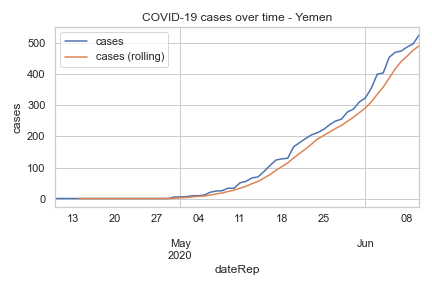 COVID-19 cases over time - Yemen
cases
cases (rolling)
500
400
300
200
100
0
cases
13 20 27 04 11 18 25 08
May Jun
2020
dateRep